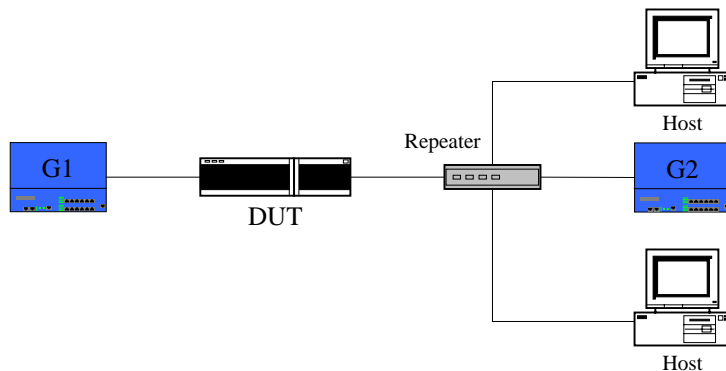 Host
Repeater
G1
DUT
G2
Host